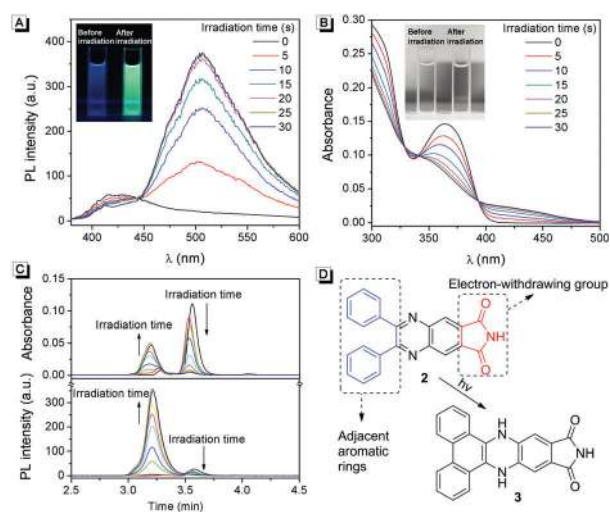 A
Before irradiation
After irradiation
Irradiation time (s)
0
5
10
15
20
25
30
PL intensity (a.u.)
400
300
200
100
0
400
450
500
550
600
λ (nm)
B
Before irradiation
After irradiation
Irradiation time (s)
0
5
10
15
20
25
30
Absorbance
0.30
0.25
0.20
0.15
0.10
0.05
0.00
300
350
400
450
500
λ (nm)
C
Irradiation time
Irradiation time
Absorbance
0.15
0.10
0.05
0.00
Irradiation time
Irradiation time
PL intensity (a.u.)
300
200
100
0
2.5
3.0
3.5
4.0
4.5
Time (min)
D
Electron-withdrawing group
N
N
O
NH
O
2
hν
Adjacent
aromatic
rings
H
N
N
H
O
NH
O
3